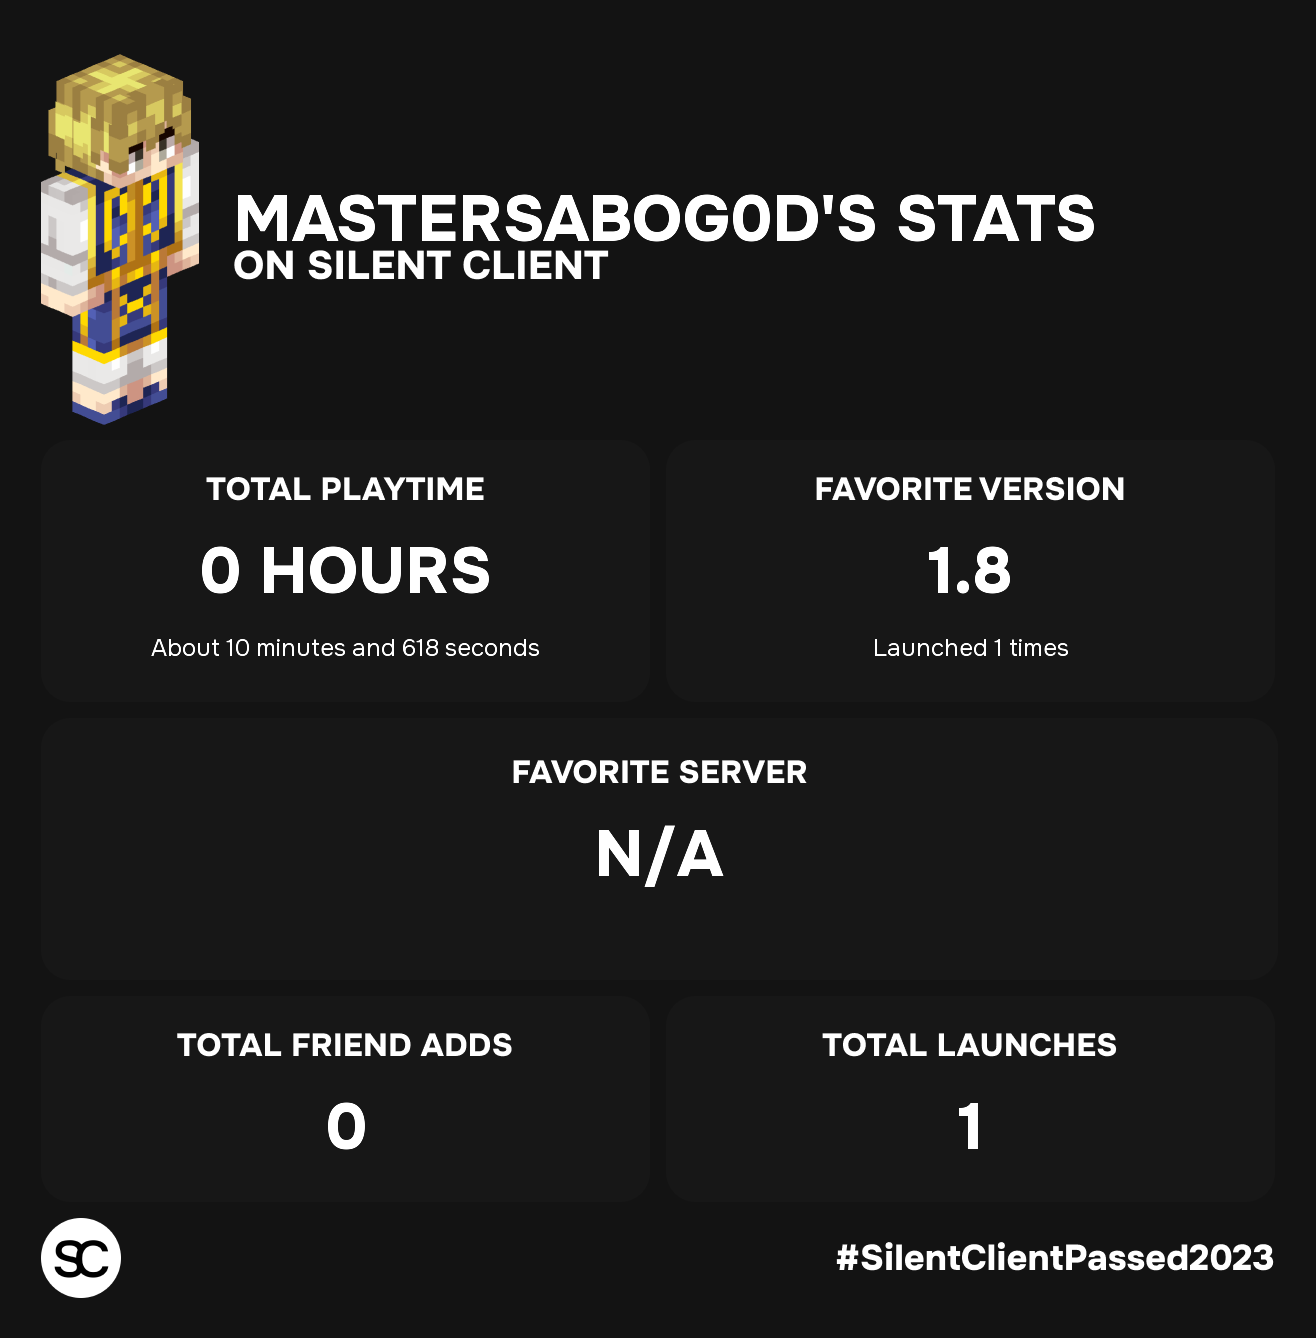 MASTERSABOG0D'S STATS
ON SILENT CLIENT
TOTAL PLAYTIME
0 HOURS
About 10 minutes and 618 seconds
FAVORITE VERSION
1.8
Launched 1 times
FAVORITE SERVER
N/A
TOTAL FRIEND ADDS
0
TOTAL LAUNCHES
1
SC
#SilentClientPassed2023